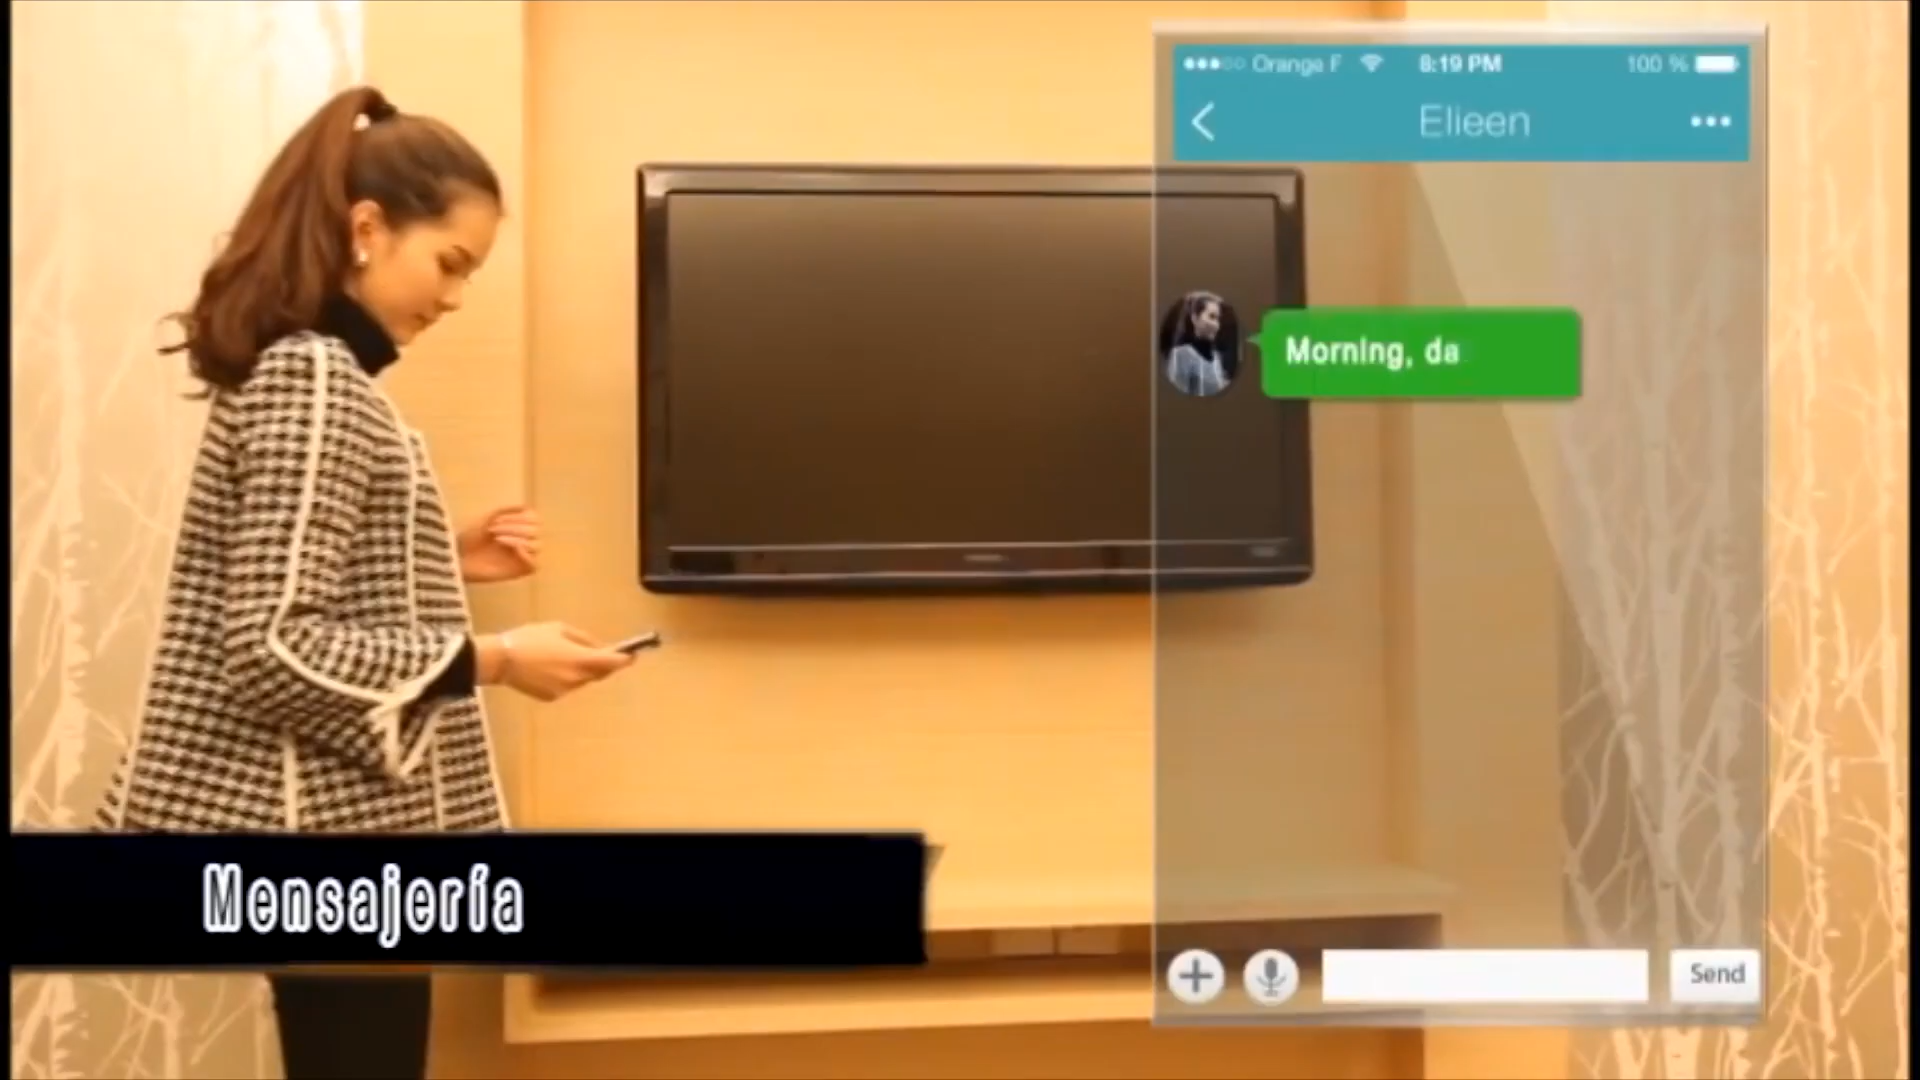 Orange F 8:19 PM 100 %
Elieen
Morning, da
Mensajería
Send